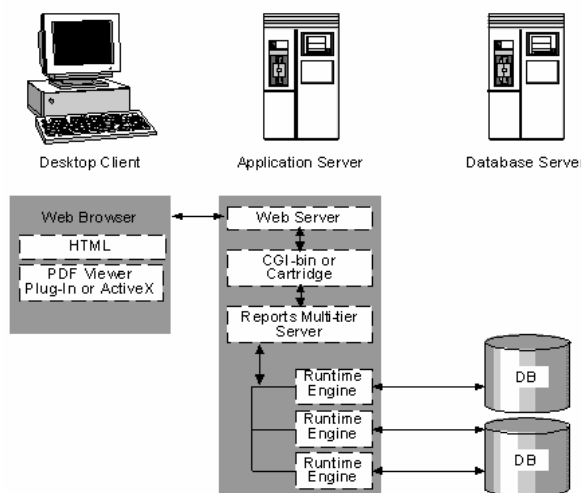 Desktop Client
Application Server
Database Server
Web Browser
HTML
PDF Viewer
Plug-In or ActiveX
Web Server
CGI-bin or
Cartridge
Reports Multi-tier
Server
Runtime
Engine
Runtime
Engine
Runtime
Engine
DB
DB